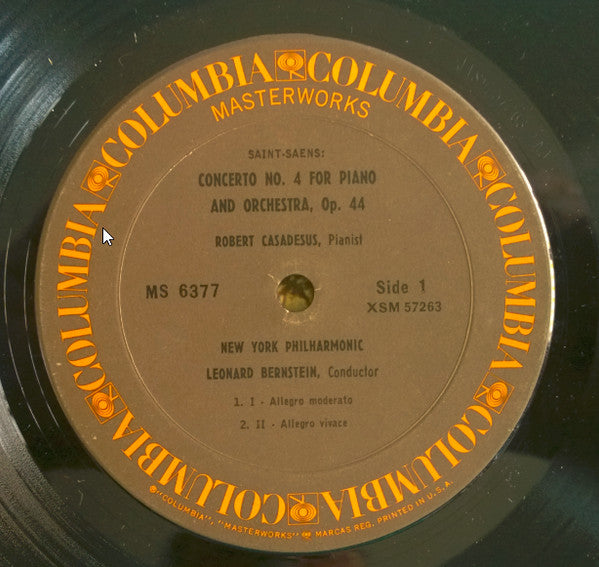 COLUMBIA COLUMBIA COLUMBIA COLUMBIA COLUMBIA COLUMBIA COLUMBIA
MASTERWORKS
SAINT-SAENS:
CONCERTO NO. 4 FOR PIANO
AND ORCHESTRA, Op. 44
ROBERT CASADESUS, Pianist
MS 6377
Side 1
XSM 57263
NEW YORK PHILHARMONIC
LEONARD BERNSTEIN, Conductor
1. I - Allegro moderato
2. II - Allegro vivace
®"COLUMBIA", "MASTERWORKS" MARCAS REG. PRINTED IN U.S.A.